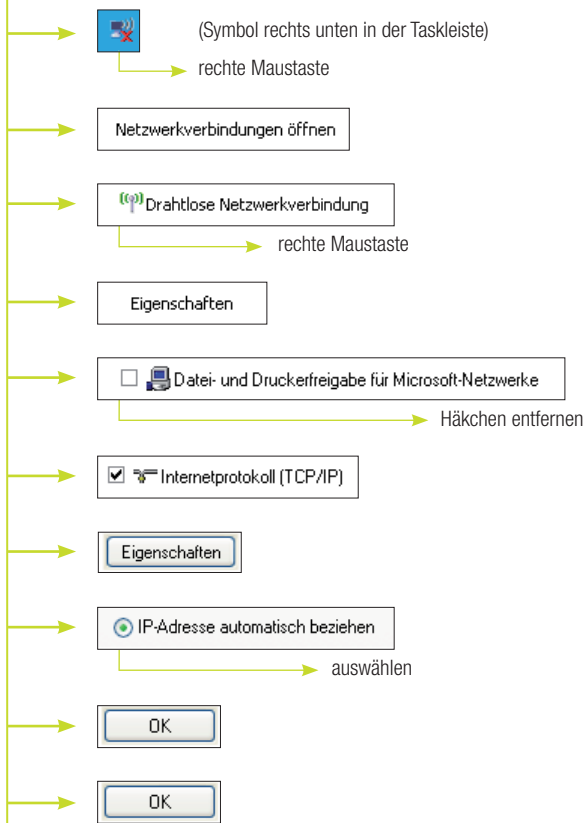 (Symbol rechts unten in der Taskleiste)
rechte Maustaste
Netzwerkverbindungen öffnen
Drahtlose Netzwerkverbindung
rechte Maustaste
Eigenschaften
Datei- und Druckerfreigabe für Microsoft-Netzwerke
Häkchen entfernen
Internetprotokoll (TCP/IP)
Eigenschaften
IP-Adresse automatisch beziehen
auswählen
OK
OK